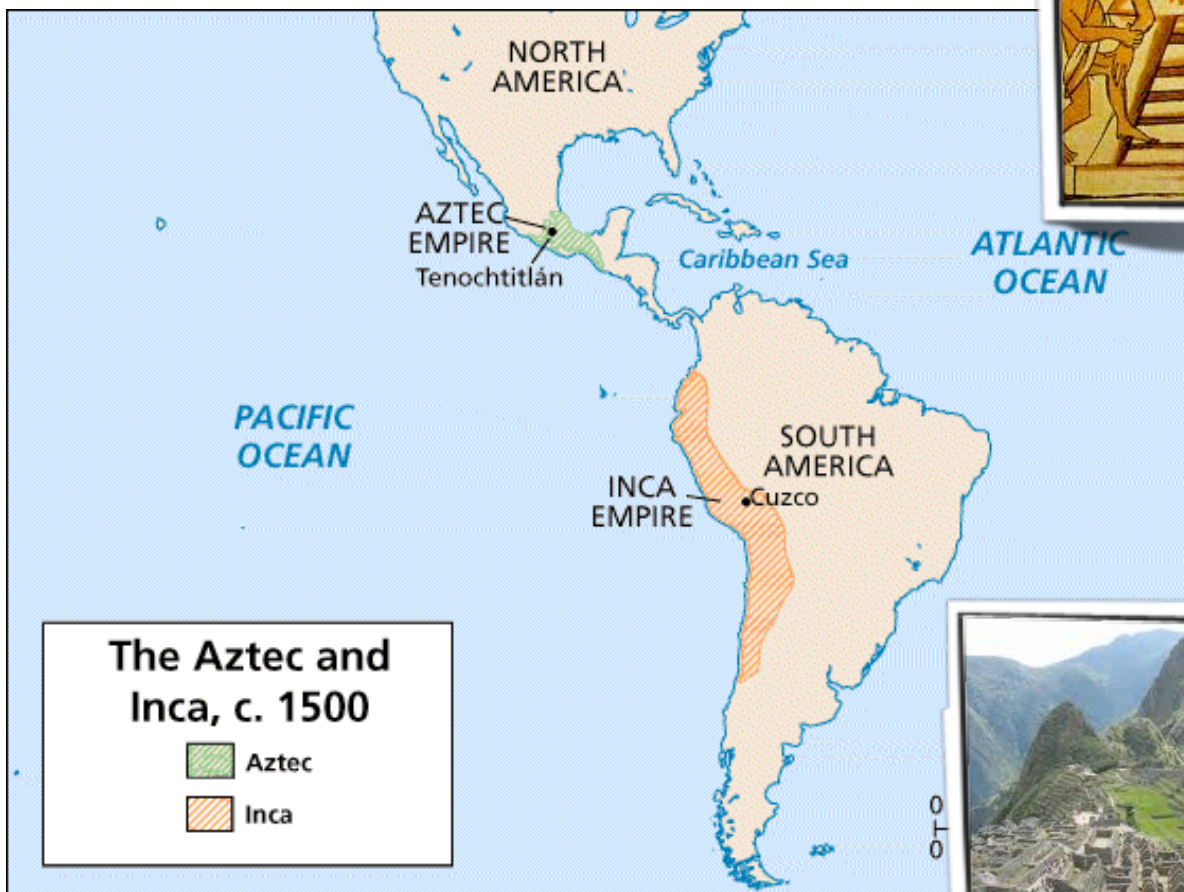 NORTH
AMERICA
AZTEC
EMPIRE
Tenochtitlán
Caribbean Sea
ATLANTIC
OCEAN
PACIFIC
OCEAN
SOUTH
AMERICA
INCA
EMPIRE
Cuzco
The Aztec and
Inca, c. 1500
Aztec
Inca
0
0